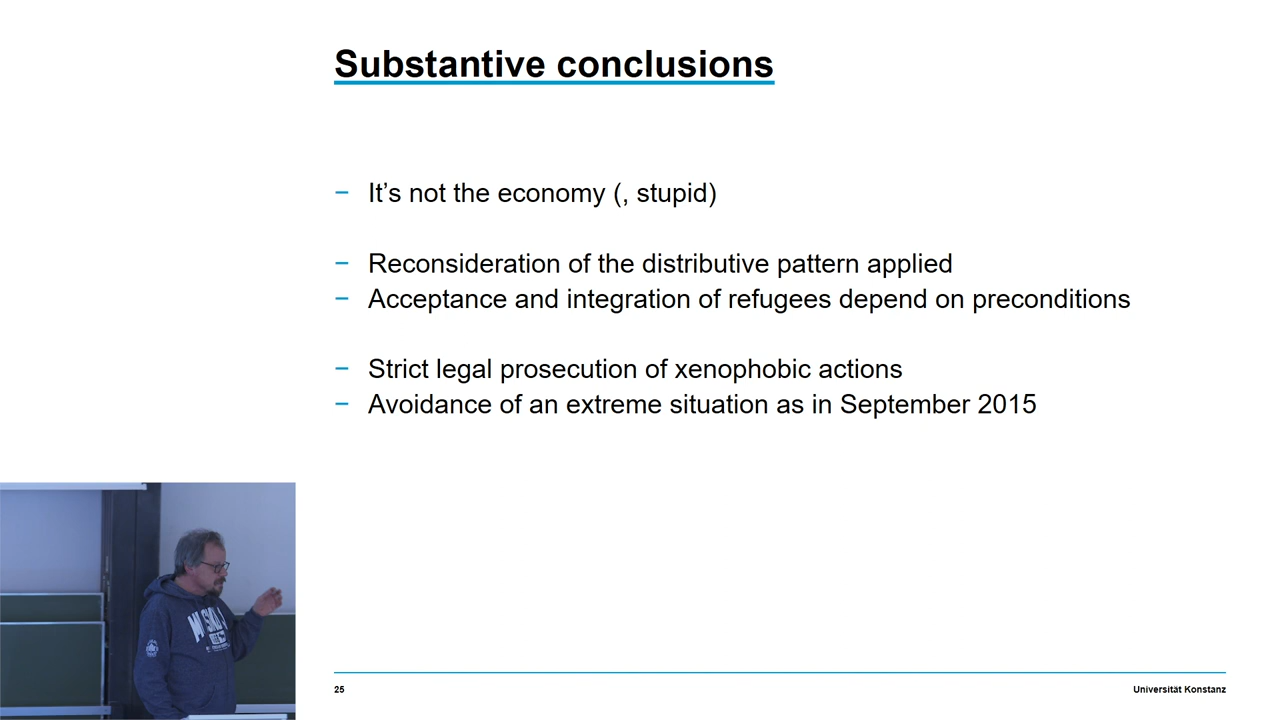 Substantive conclusions
− It’s not the economy (, stupid)
− Reconsideration of the distributive pattern applied
− Acceptance and integration of refugees depend on preconditions
− Strict legal prosecution of xenophobic actions
− Avoidance of an extreme situation as in September 2015
25
Universität Konstanz